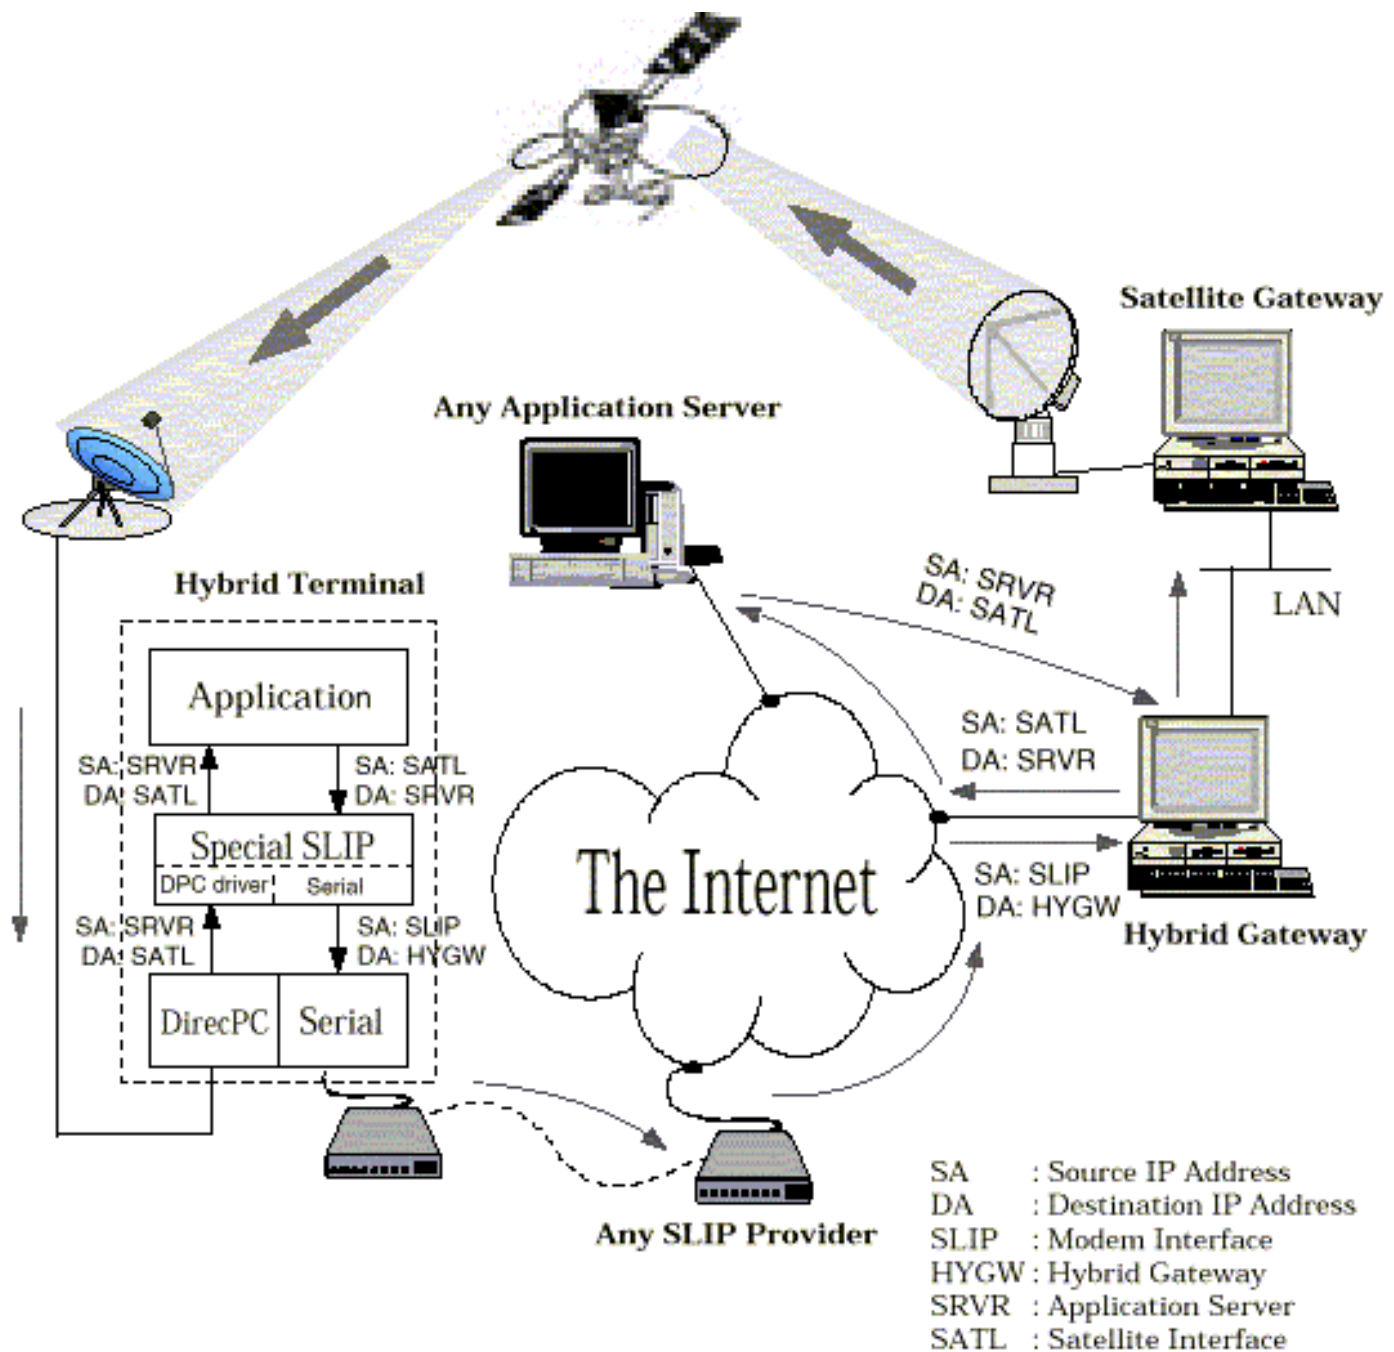 Satellite Gateway
Any Application Server
SA: SRVR
DA: SATL
LAN
Hybrid Terminal
Application
SA: SRVR
DA: SATL
SA: SATL
DA: SRVR
Special SLIP
DPC driver
Serial
SA: SRVR
DA: SATL
SA: SLIP
DA: HYGW
DirecPC
Serial
The Internet
SA: SATL
DA: SRVR
SA: SLIP
DA: HYGW
Hybrid Gateway
Any SLIP Provider
SA : Source IP Address
DA : Destination IP Address
SLIP : Modem Interface
HYGW : Hybrid Gateway
SRVR : Application Server
SATL : Satellite Interface